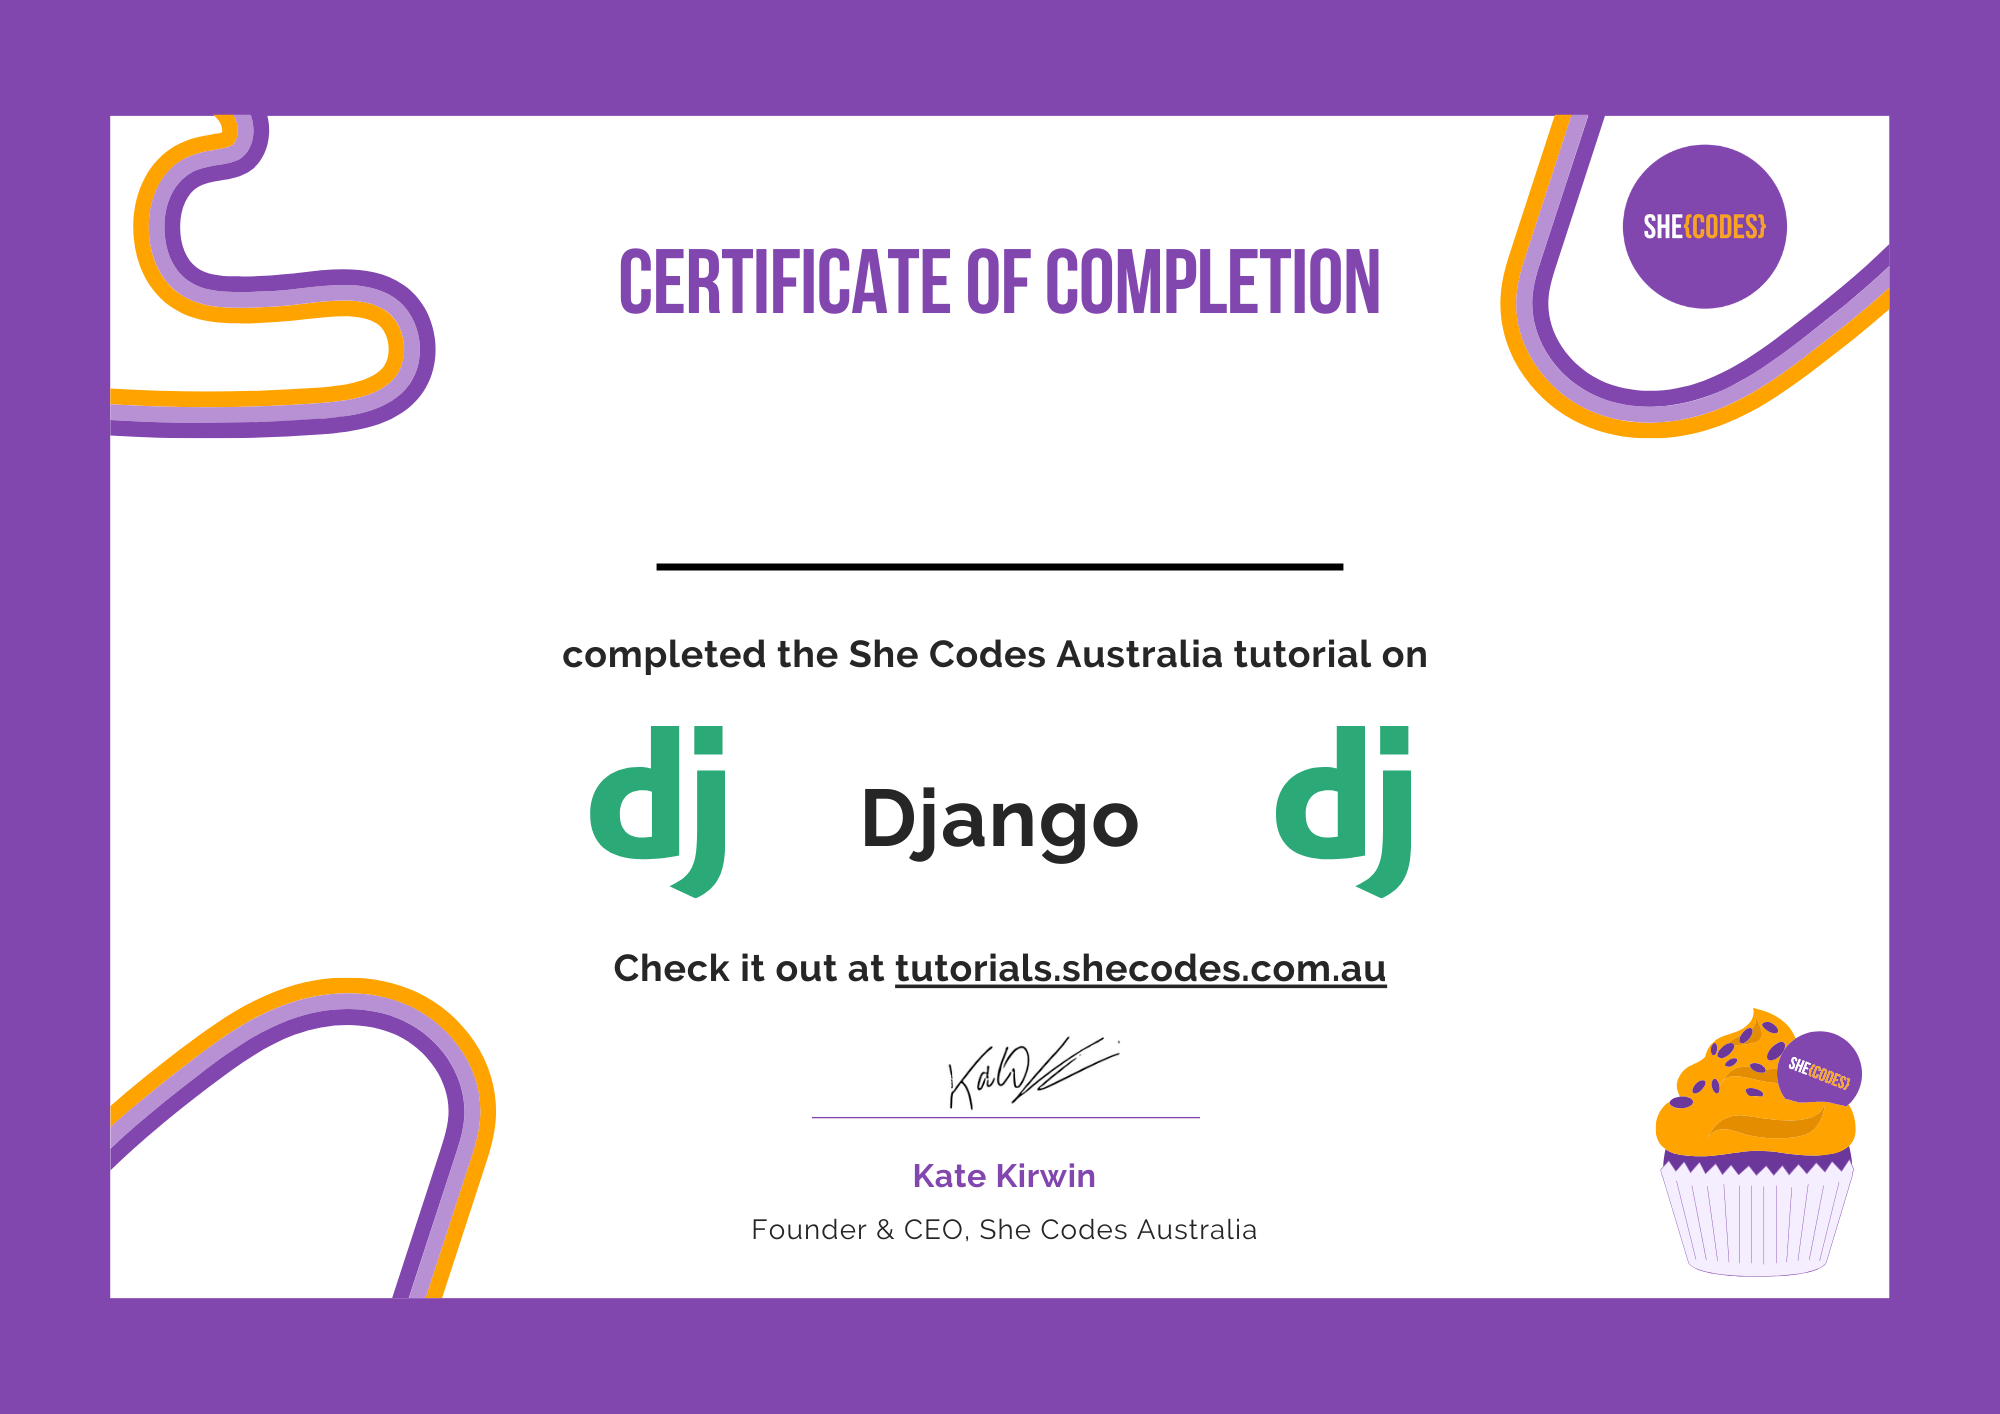 CERTIFICATE OF COMPLETION
SHE{CODES}
completed the She Codes Australia tutorial on
dj Django dj
Check it out at tutorials.shecodes.com.au
SHE{CODES}
Kate Kirwin
Founder & CEO, She Codes Australia